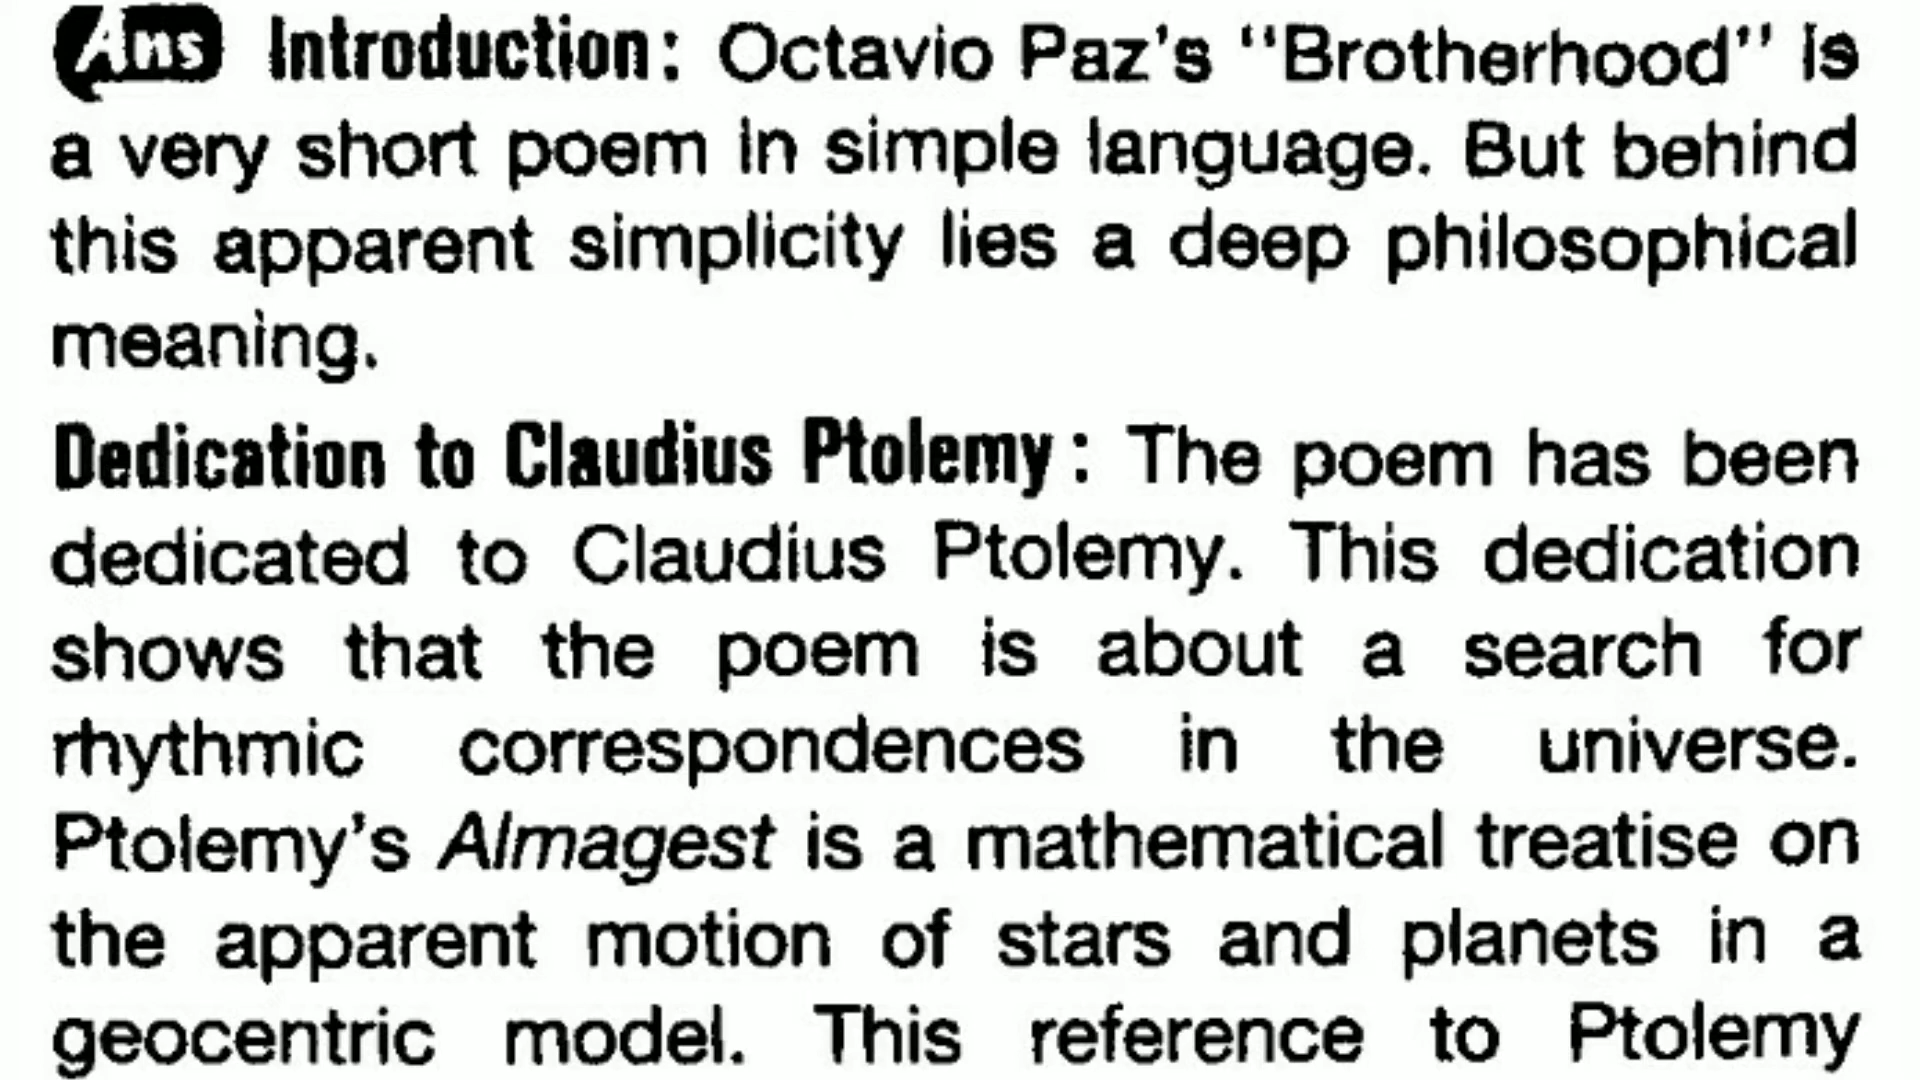 Ans Introduction: Octavio Paz's "Brotherhood" is
a very short poem in simple language. But behind
this apparent simplicity lies a deep philosophical
meaning.
Dedication to Claudius Ptolemy: The poem has been
dedicated to Claudius Ptolemy. This dedication
shows that the poem is about a search for
rhythmic correspondences in the universe.
Ptolemy's Almagest is a mathematical treatise on
the apparent motion of stars and planets in a
geocentric model. This reference to Ptolemy